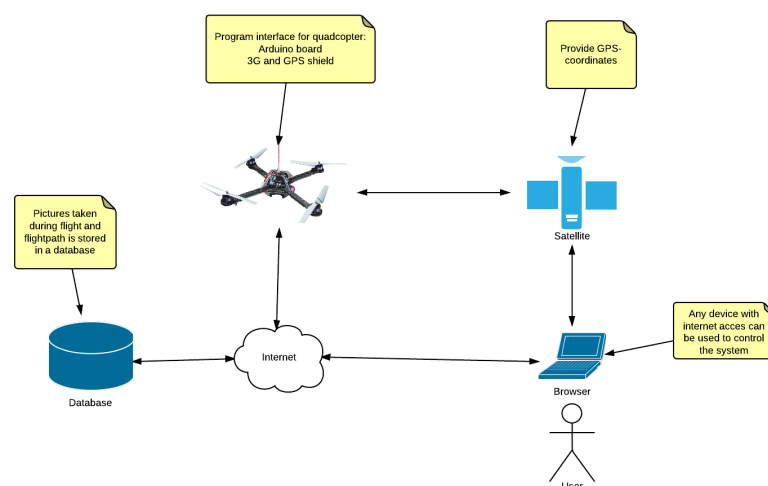 Program interface for quadcopter:
Arduino board
3G and GPS shield
Provide GPS-
coordinates
Pictures taken
during flight and
flightpath is stored
in a database
Satellite
Any device with
internet acces can
be used to control
the system
Internet
Database
Browser
User